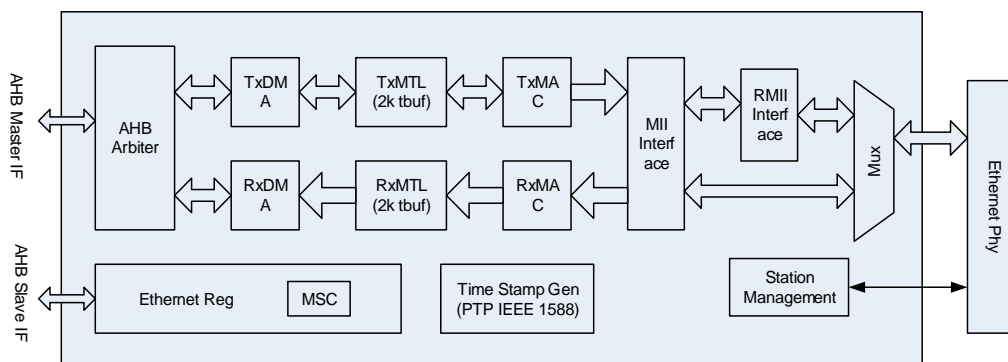 AHB Master IF
AHB Slave IF
AHB
Arbiter
TxDM
A
TxMTL
(2k tbuf)
TxMA
C
RxDM
A
RxMTL
(2k tbuf)
RxMA
C
MII
Interf
ace
RMII
Interf
ace
Mux
Ethernet Phy
Ethernet Reg
MSC
Time Stamp Gen
(PTP IEEE 1588)
Station
Management